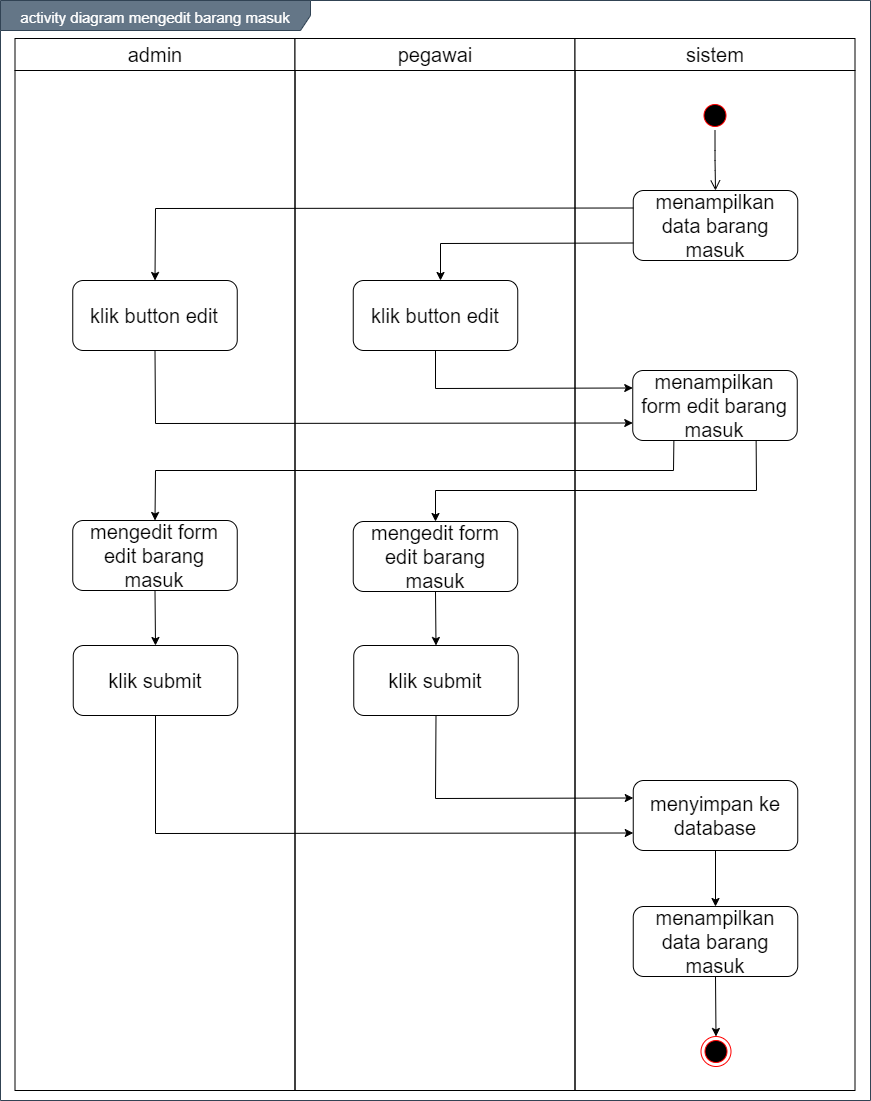 activity diagram mengedit barang masuk
admin
pegawai
sistem
menampilkan
data barang
masuk
klik button edit
klik button edit
menampilkan
form edit barang
masuk
mengedit form
edit barang
masuk
mengedit form
edit barang
masuk
klik submit
klik submit
menyimpan ke
database
menampilkan
data barang
masuk